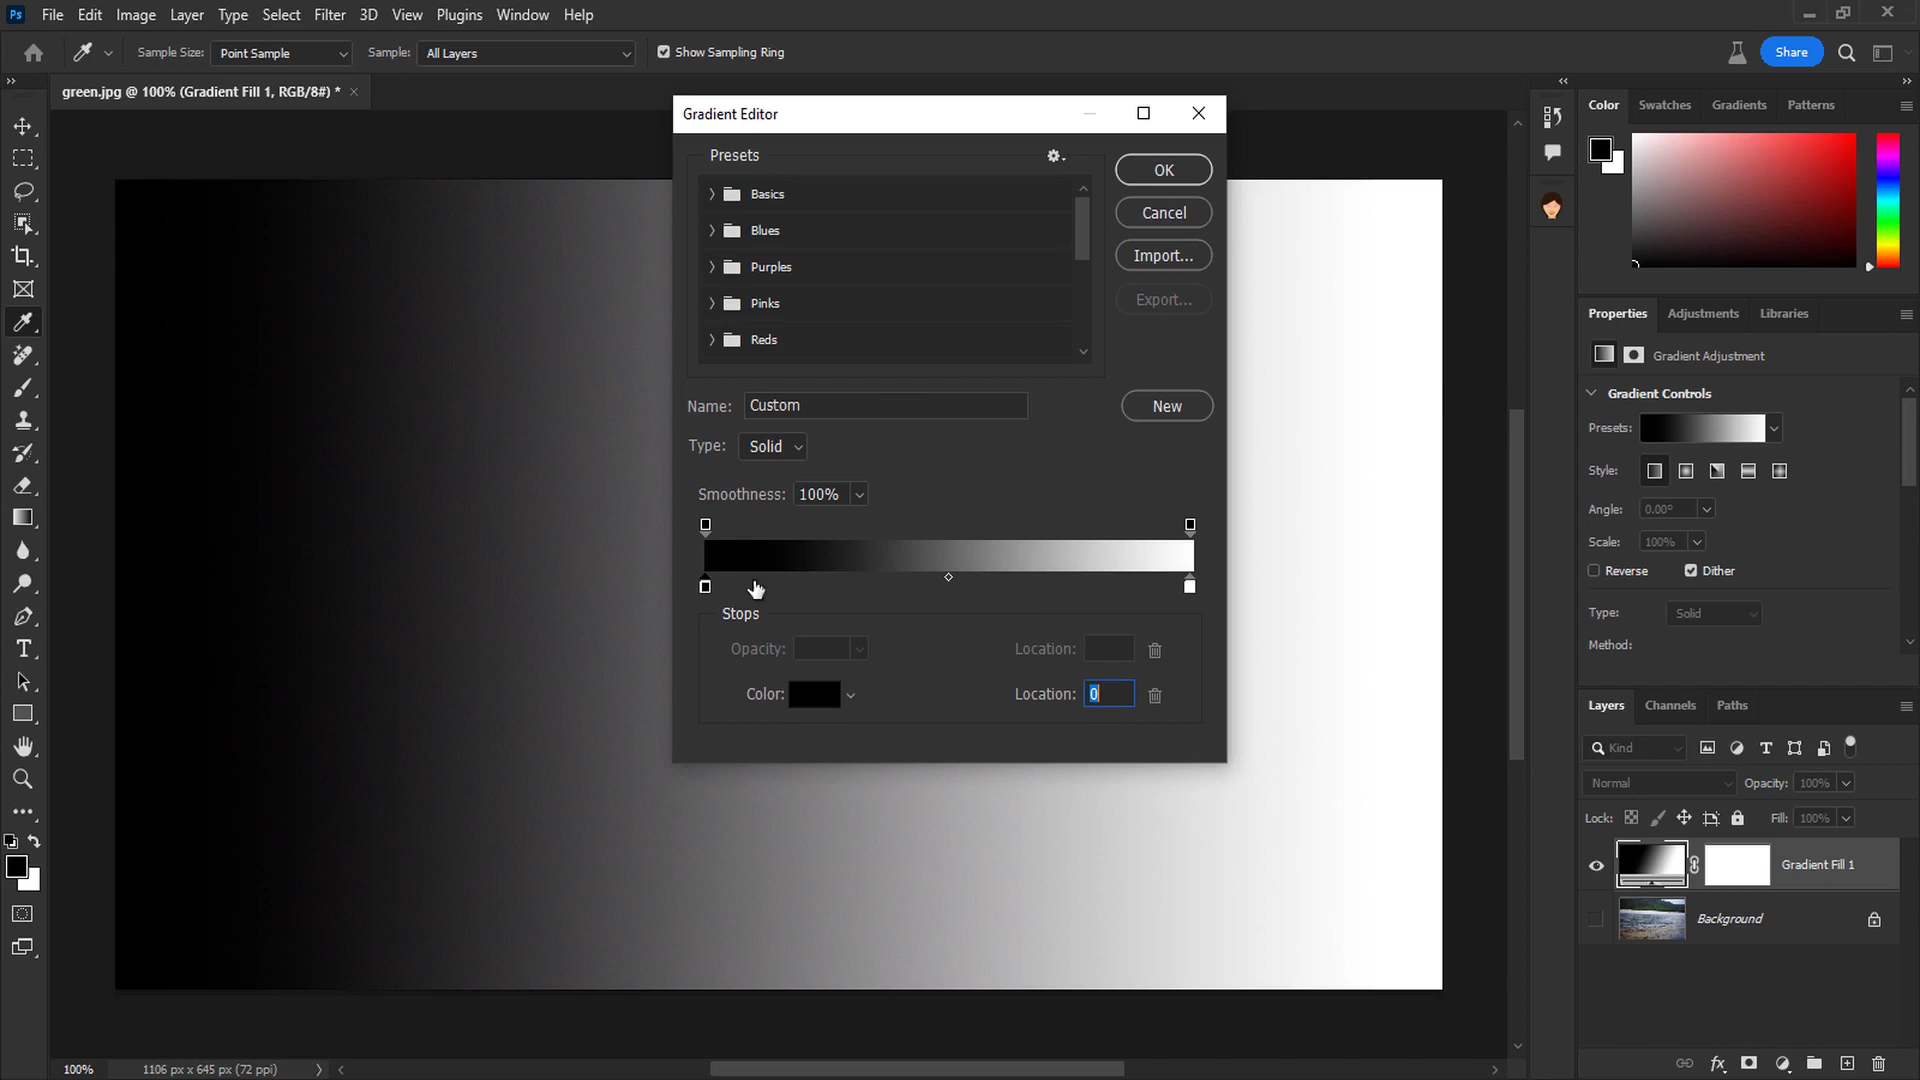 Ps File Edit Image Layer Type Select Filter 3D View Plugins Window Help
Sample Size: Point Sample Sample: All Layers Show Sampling Ring Share
green.jpg @ 100% (Gradient Fill 1, RGB/8#) *
Gradient Editor
Presets
Basics
Blues
Purples
Pinks
Reds
OK
Cancel
Import...
Export...
Name: Custom
New
Type: Solid
Smoothness: 100%
Stops
Opacity:
Location:
Color:
Location: 0
Color Swatches Gradients Patterns
Properties Adjustments Libraries
Gradient Adjustment
Gradient Controls
Presets:
Style:
Angle: 0.00°
Scale: 100%
Reverse Dither
Type: Solid
Method:
Layers Channels Paths
Kind
Normal Opacity: 100%
Lock: Fill: 100%
Gradient Fill 1
Background
100% 1106 px x 645 px (72 ppi)